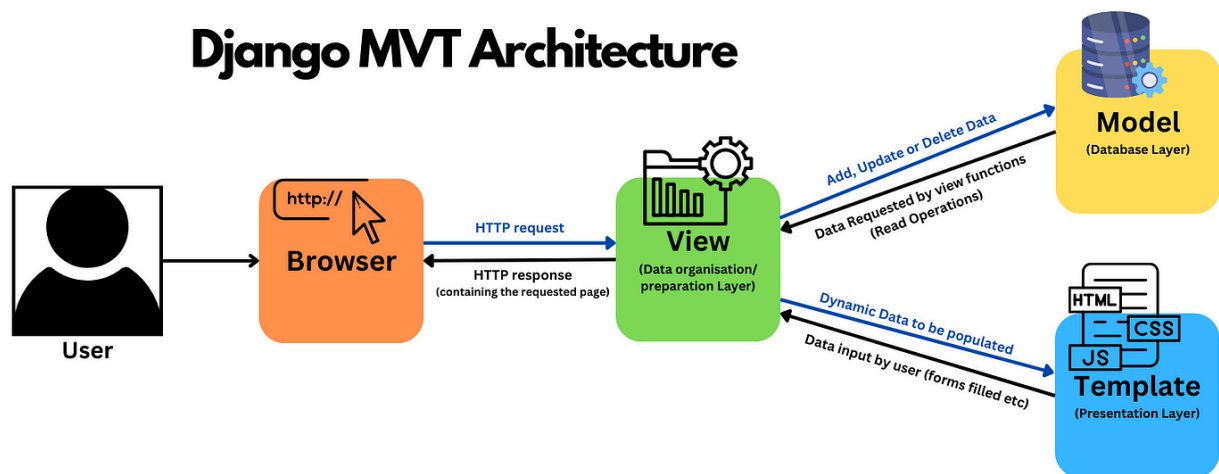 Django MVT Architecture
User
http://
Browser
HTTP request
HTTP response
(containing the requested page)
View
(Data organisation/
preparation Layer)
Add, Update or Delete Data
Data Requested by view functions
(Read Operations)
Model
(Database Layer)
Dynamic Data to be populated
Data input by user (forms filled etc)
HTML
CSS
JS
Template
(Presentation Layer)